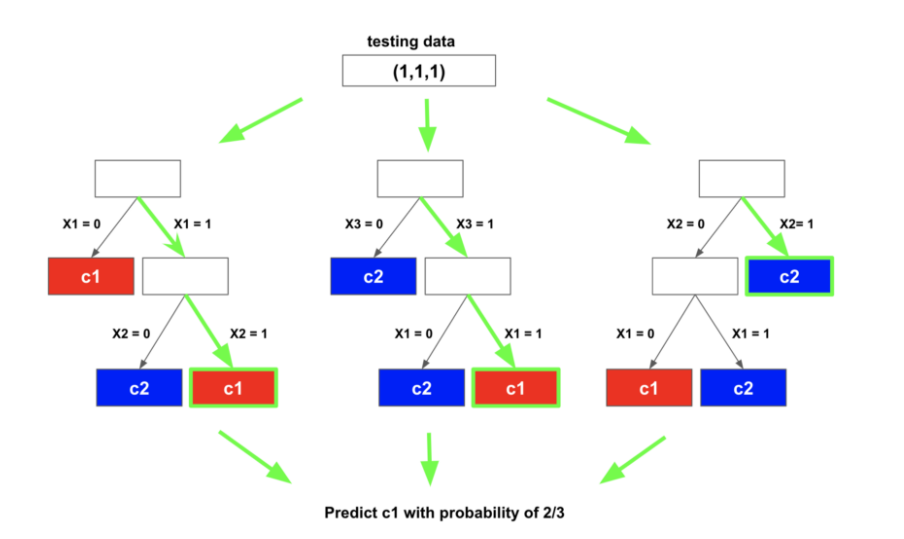 testing data
(1,1,1)
X1 = 0
X1 = 1
X3 = 0
X3 = 1
X2 = 0
X2= 1
c1
c2
c2
X2 = 0
X2 = 1
X1 = 0
X1 = 1
X1 = 0
X1 = 1
c2
c1
c2
c1
c1
c2
Predict c1 with probability of 2/3